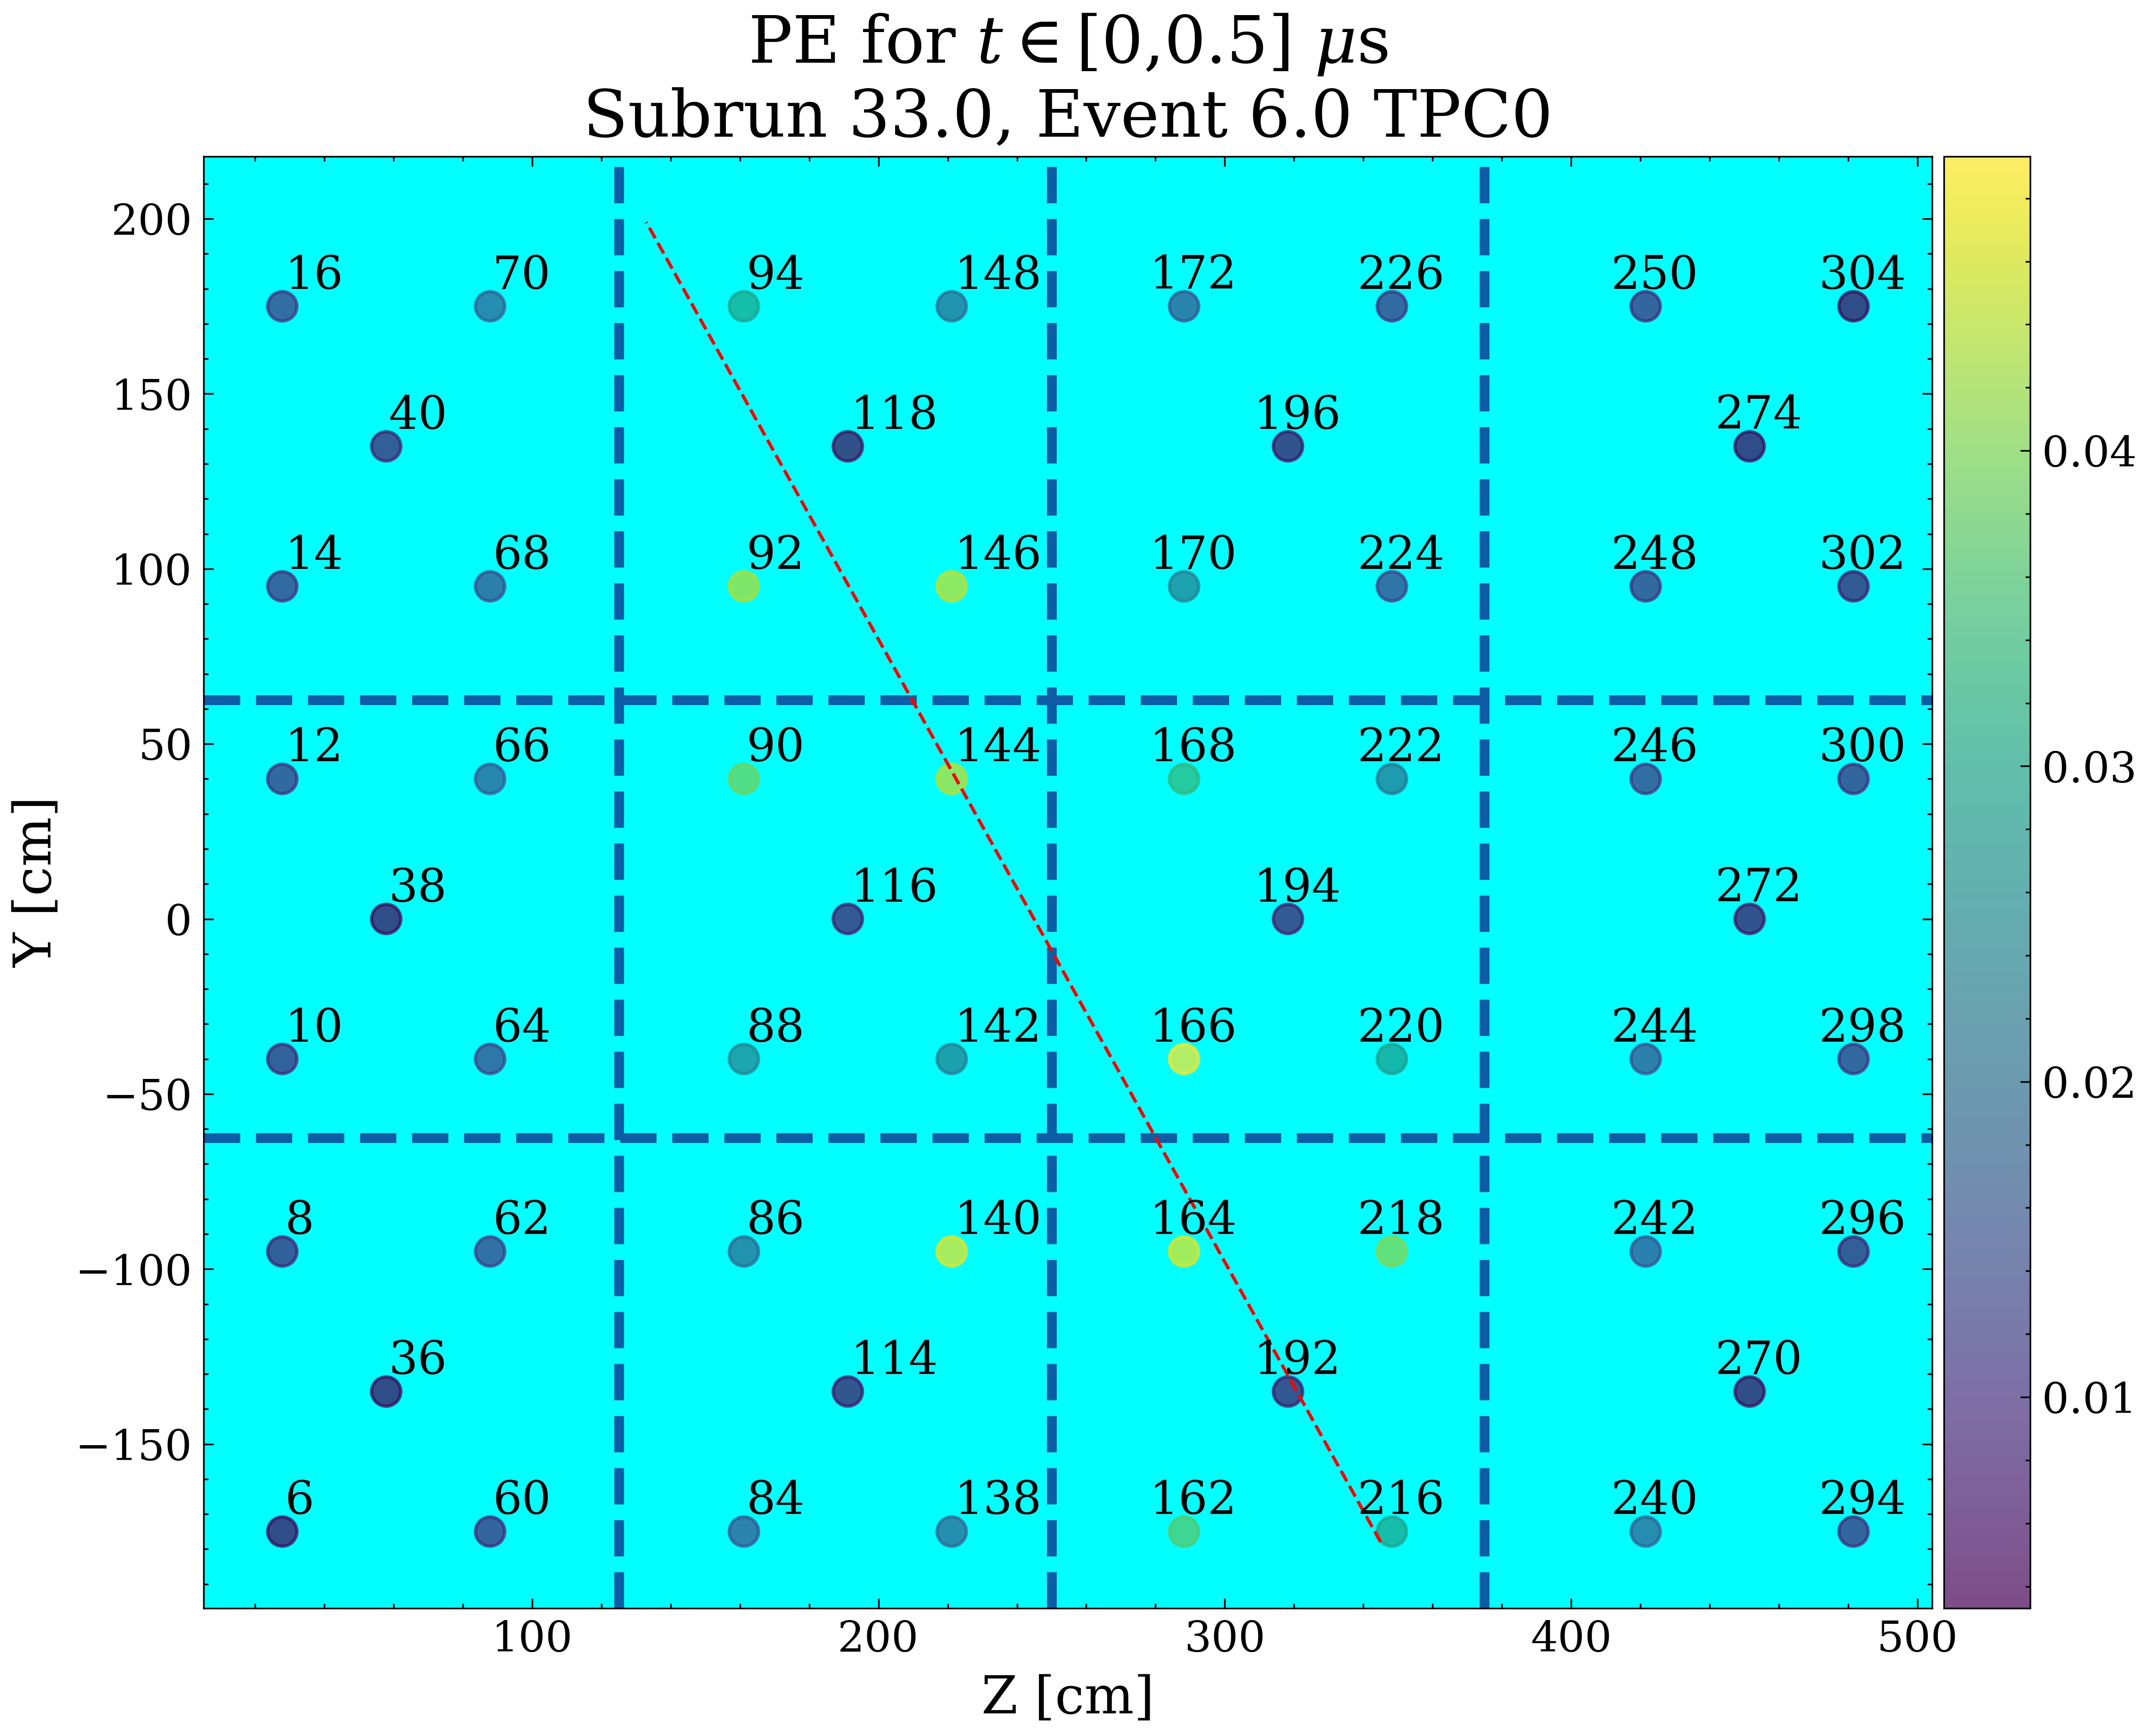 PE for t ∈ [0,0.5] μs
Subrun 33.0, Event 6.0 TPC0
200
16 70 94 148 172 226 250 304
150
40 118 196 274
0.04
100
14 68 92 146 170 224 248 302
50
12 66 90 144 168 222 246 300
0.03
Y [cm]
0
38 116 194 272
−50
10 64 88 142 166 220 244 298
0.02
−100
8 62 86 140 164 218 242 296
36 114 192 270
0.01
−150
6 60 84 138 162 216 240 294
100 200 300 400 500
Z [cm]